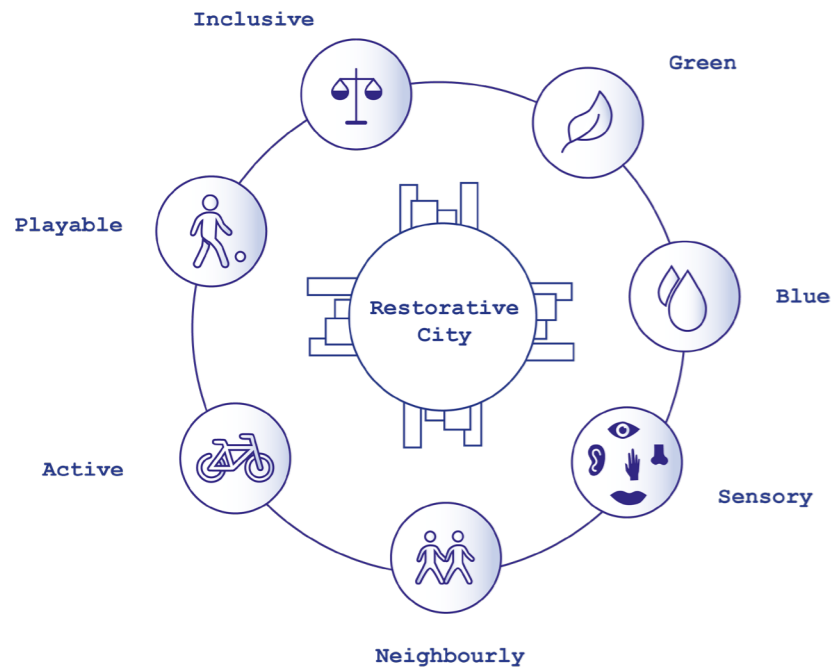 Inclusive
Green
Playable
Blue
Restorative
City
Active
Sensory
Neighbourly